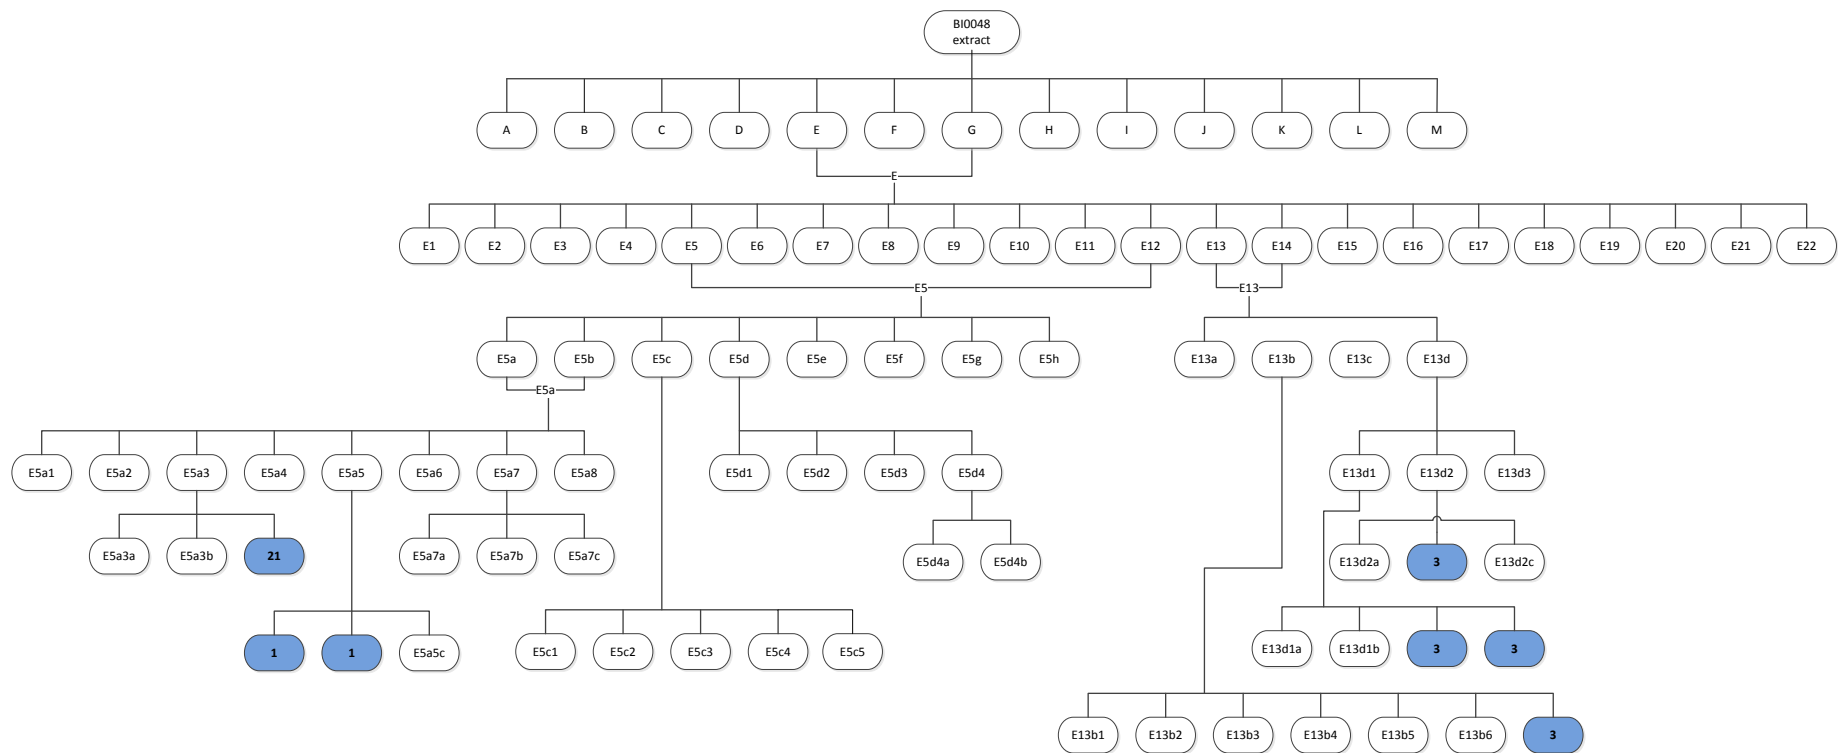 BI0048
extract
A B C D E F G H I J K L M
E
E1 E2 E3 E4 E5 E6 E7 E8 E9 E10 E11 E12 E13 E14 E15 E16 E17 E18 E19 E20 E21 E22
E5 E13
E5a E5b E5c E5d E5e E5f E5g E5h E13a E13b E13c E13d
E5a
E5a1 E5a2 E5a3 E5a4 E5a5 E5a6 E5a7 E5a8 E5d1 E5d2 E5d3 E5d4 E13d1 E13d2 E13d3
E5a3a E5a3b 21 E5a7a E5a7b E5a7c E5d4a E5d4b E13d2a 3 E13d2c
1 1 E5a5c E5c1 E5c2 E5c3 E5c4 E5c5 E13d1a E13d1b 3 3
E13b1 E13b2 E13b3 E13b4 E13b5 E13b6 3